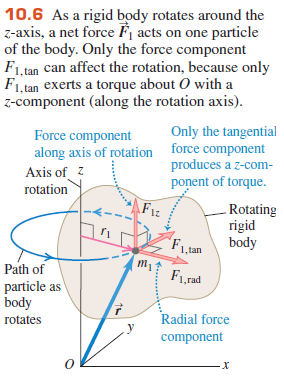 10.6 As a rigid body rotates around the
z-axis, a net force F⃗1 acts on one particle
of the body. Only the force component
F1,tan can affect the rotation, because only
F1,tan exerts a torque about O with a
z-component (along the rotation axis).
Force component
along axis of rotation
Only the tangential
force component
produces a z-com-
ponent of torque.
Axis of
rotation
z
F1z
r1
F1,tan
m1
F1,rad
Rotating
rigid
body
Path of
particle as
body
rotates
r⃗
y
Radial force
component
O
x